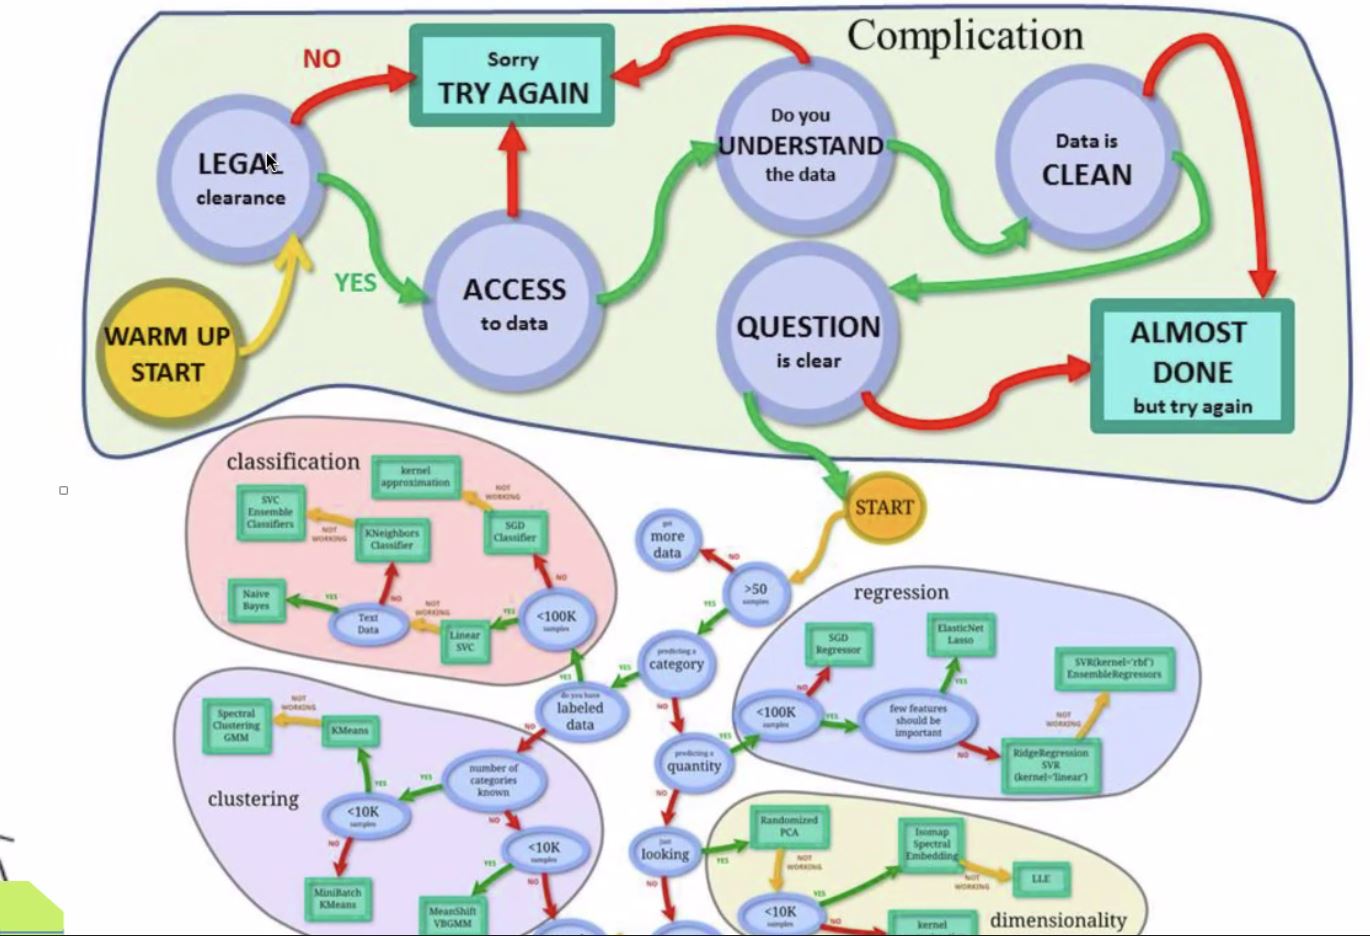 Complication
NO
Sorry
TRY AGAIN
LEGAL
clearance
YES
WARM UP
START
ACCESS
to data
Do you
UNDERSTAND
the data
Data is
CLEAN
QUESTION
is clear
ALMOST
DONE
but try again
START
classification
kernel
approximation
NOT
WORKING
SVC
Ensemble
Classifiers
NOT
WORKING
KNeighbors
Classifier
SGD
Classifier
NO
Naive
Bayes
YES
Text
Data
NO
NOT
WORKING
Linear
SVC
YES
<100K
samples
YES
get
more
data
NO
>50
samples
YES
predicting a
category
YES
do you have
labeled
data
NO
NO
predicting a
quantity
YES
NO
just
looking
YES
NO
regression
SGD
Regressor
NO
<100K
samples
YES
few features
should be
important
YES
ElasticNet
Lasso
NO
RidgeRegression
SVR
(kernel='linear')
NOT
WORKING
SVR(kernel='rbf')
EnsembleRegressors
clustering
Spectral
Clustering
GMM
NOT
WORKING
KMeans
YES
<10K
samples
YES
number of
categories
known
NO
NO
MiniBatch
KMeans
<10K
samples
YES
MeanShift
VBGMM
NO
Randomized
PCA
NOT
WORKING
<10K
samples
YES
Isomap
Spectral
Embedding
NOT
WORKING
LLE
NO
kernel
dimensionality